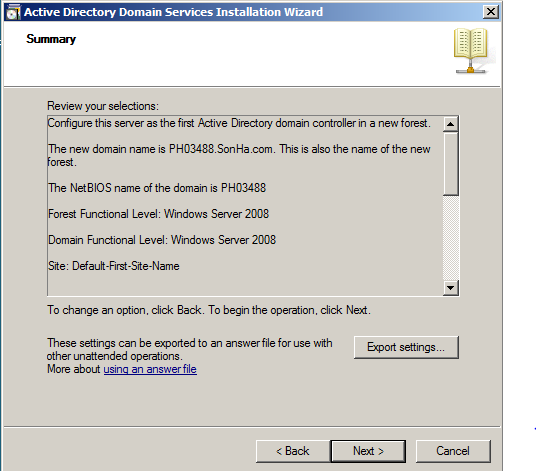 Active Directory Domain Services Installation Wizard
Summary
Review your selections:
Configure this server as the first Active Directory domain controller in a new forest.
The new domain name is PH03488.SonHa.com. This is also the name of the new
forest.
The NetBIOS name of the domain is PH03488
Forest Functional Level: Windows Server 2008
Domain Functional Level: Windows Server 2008
Site: Default-First-Site-Name
To change an option, click Back. To begin the operation, click Next.
These settings can be exported to an answer file for use with
other unattended operations.
More about using an answer file
Export settings...
< Back
Next >
Cancel